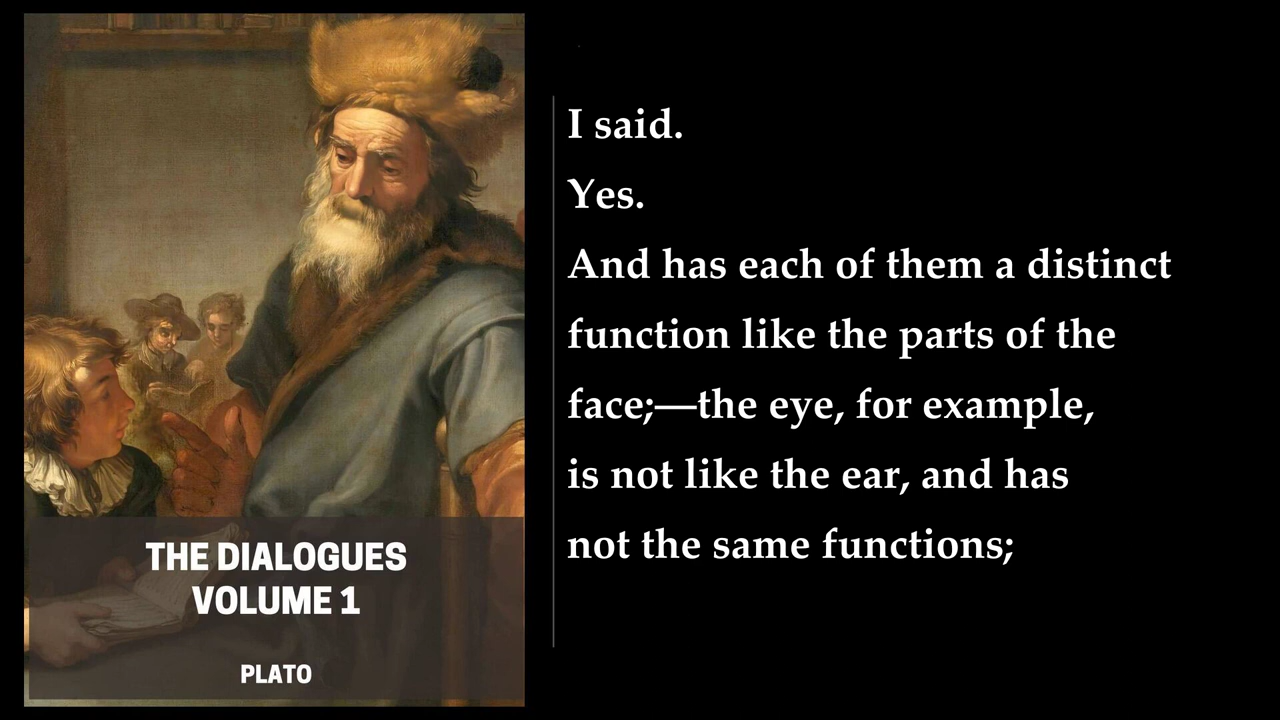 THE DIALOGUES
VOLUME 1
PLATO
I said.
Yes.
And has each of them a distinct
function like the parts of the
face;—the eye, for example,
is not like the ear, and has
not the same functions;